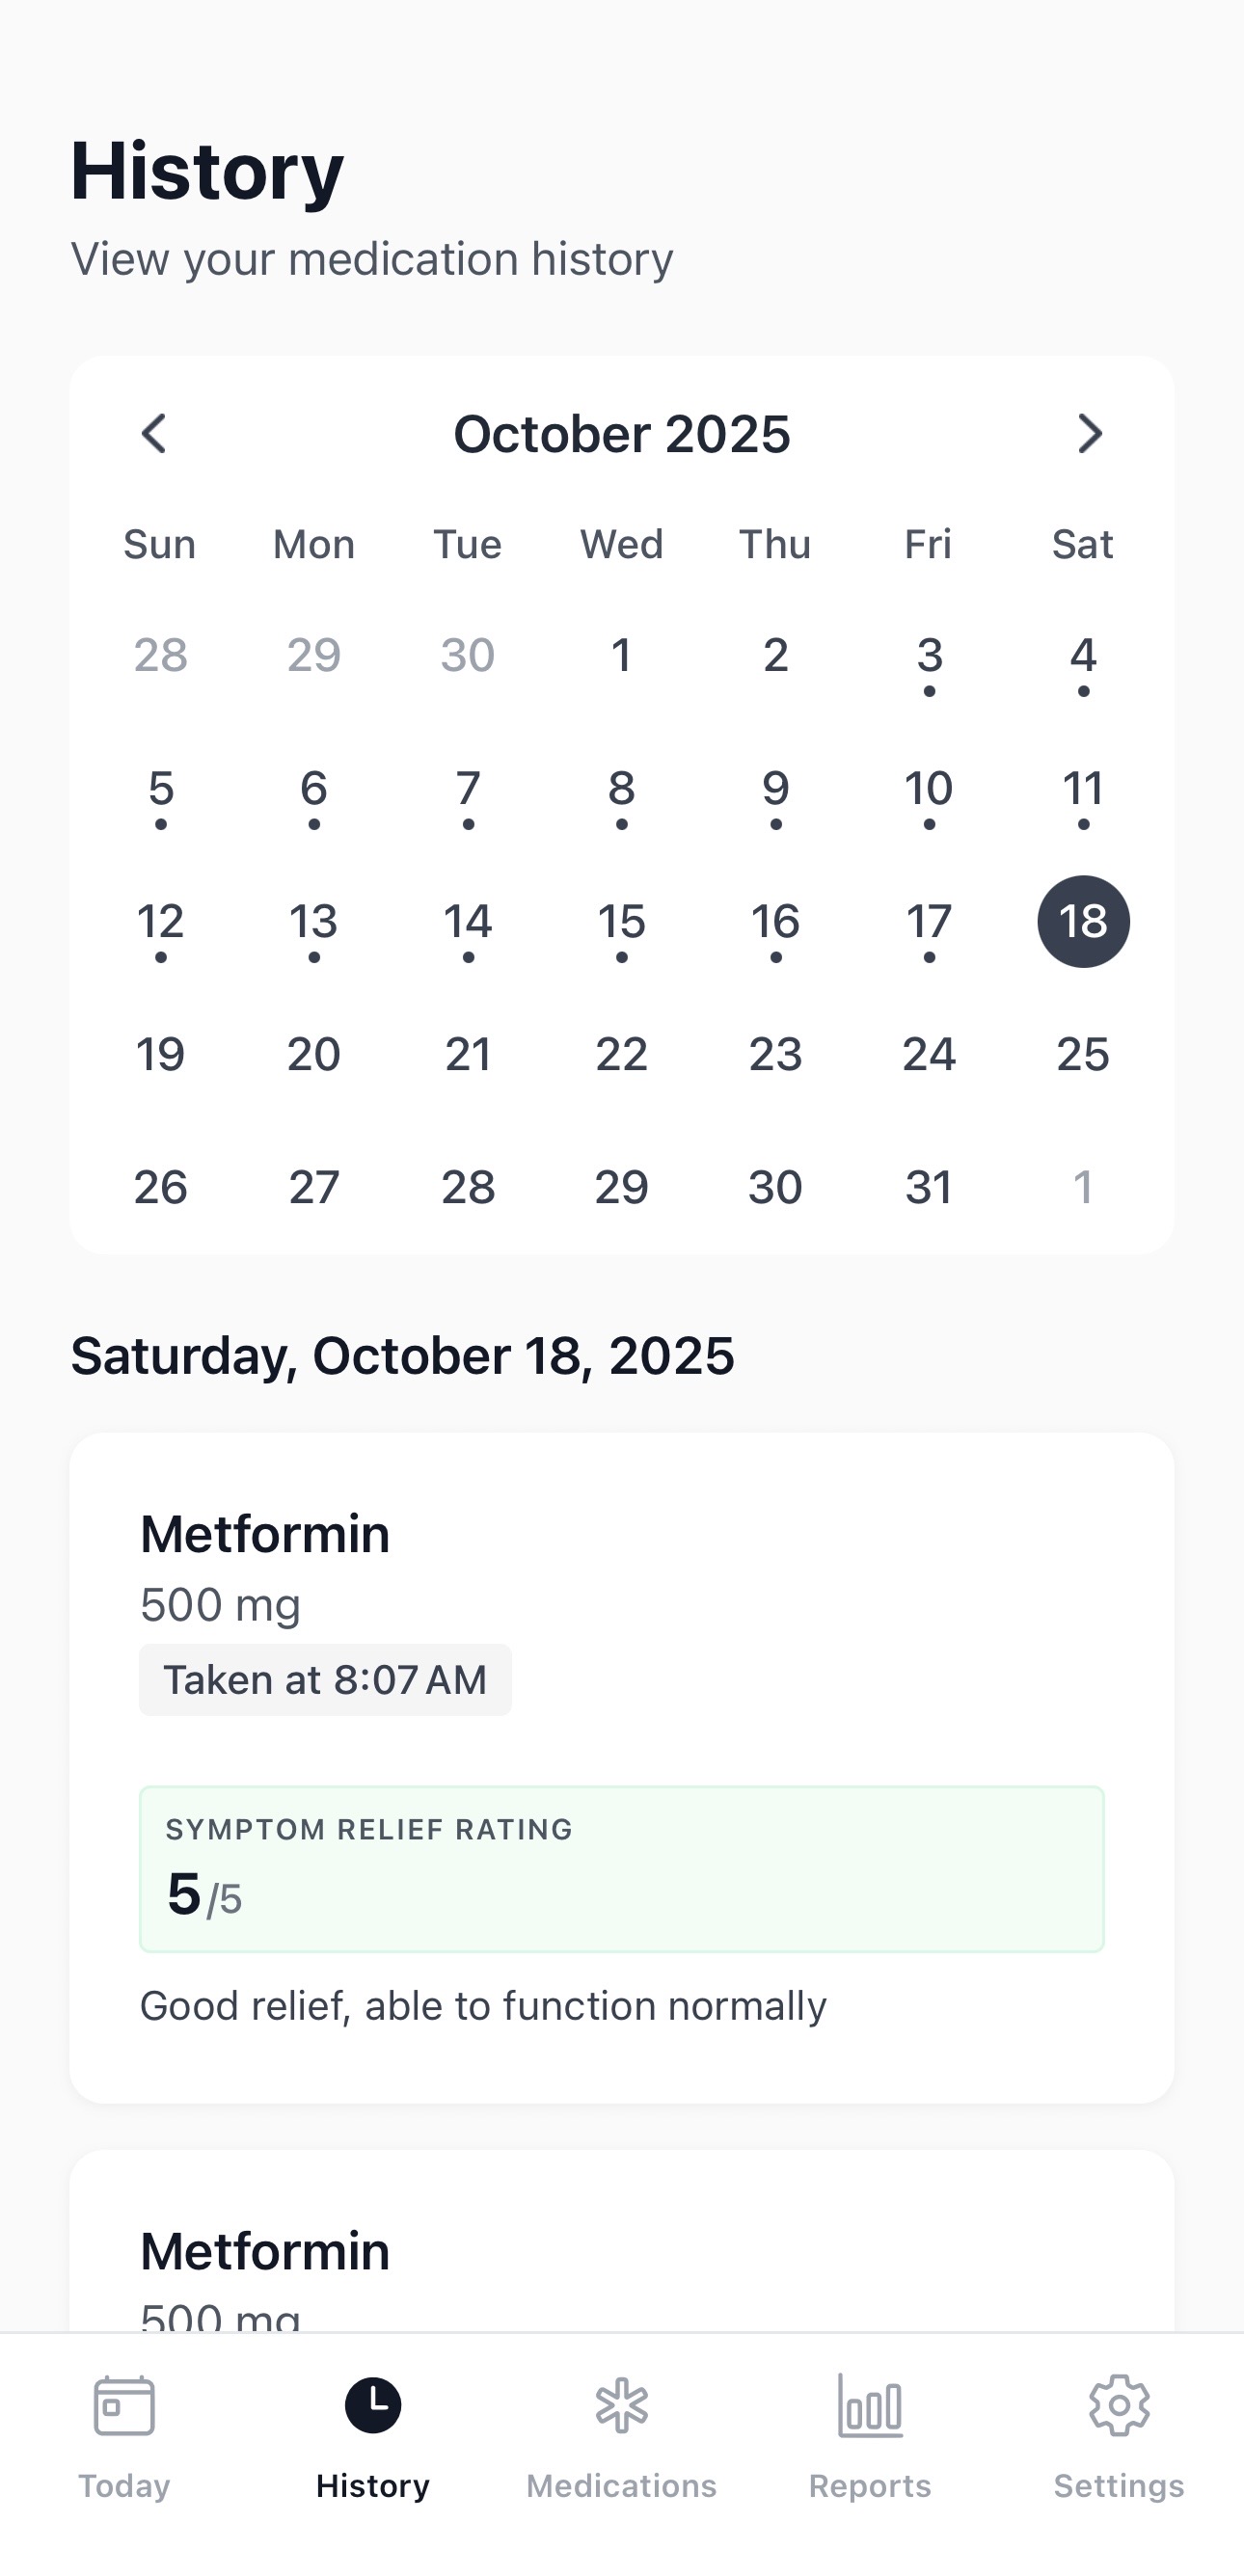 History
View your medication history
October 2025
Sun Mon Tue Wed Thu Fri Sat
28 29 30 1 2 3 4
5 6 7 8 9 10 11
12 13 14 15 16 17 18
19 20 21 22 23 24 25
26 27 28 29 30 31 1
Saturday, October 18, 2025
Metformin
500 mg
Taken at 8:07 AM
SYMPTOM RELIEF RATING
5/5
Good relief, able to function normally
Metformin
500 mg
Today History Medications Reports Settings